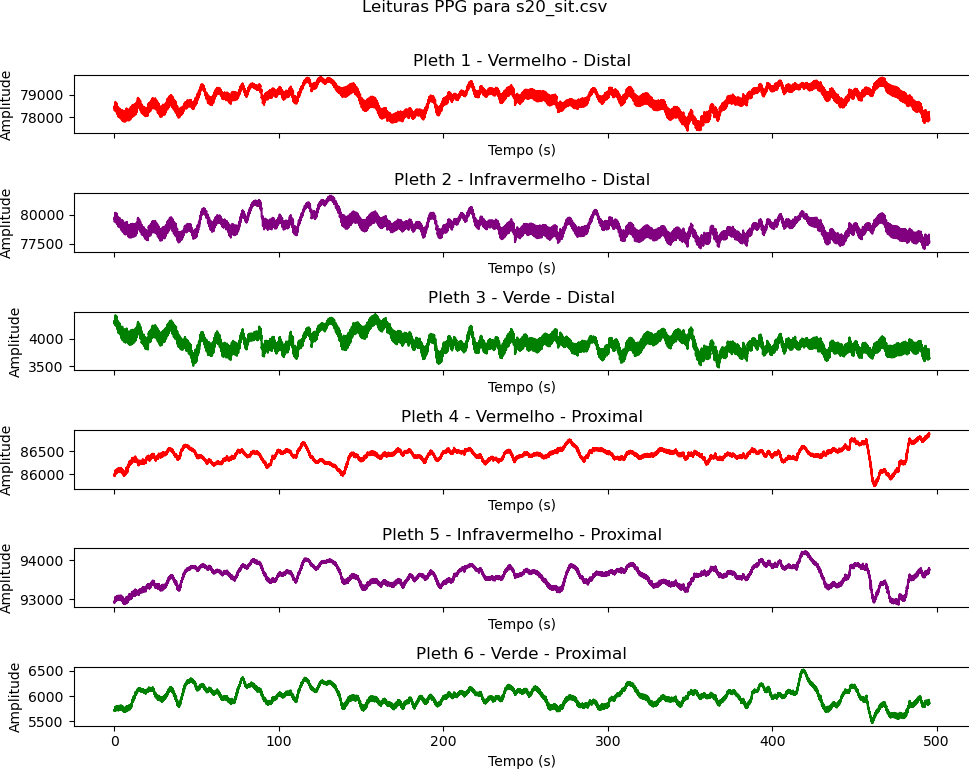 Leituras PPG para s20_sit.csv
Pleth 1 - Vermelho - Distal
Amplitude
79000
78000
Tempo (s)
Pleth 2 - Infravermelho - Distal
Amplitude
80000
77500
Tempo (s)
Pleth 3 - Verde - Distal
Amplitude
4000
3500
Tempo (s)
Pleth 4 - Vermelho - Proximal
Amplitude
86500
86000
Tempo (s)
Pleth 5 - Infravermelho - Proximal
Amplitude
94000
93000
Tempo (s)
Pleth 6 - Verde - Proximal
Amplitude
6500
6000
5500
0 100 200 300 400 500
Tempo (s)